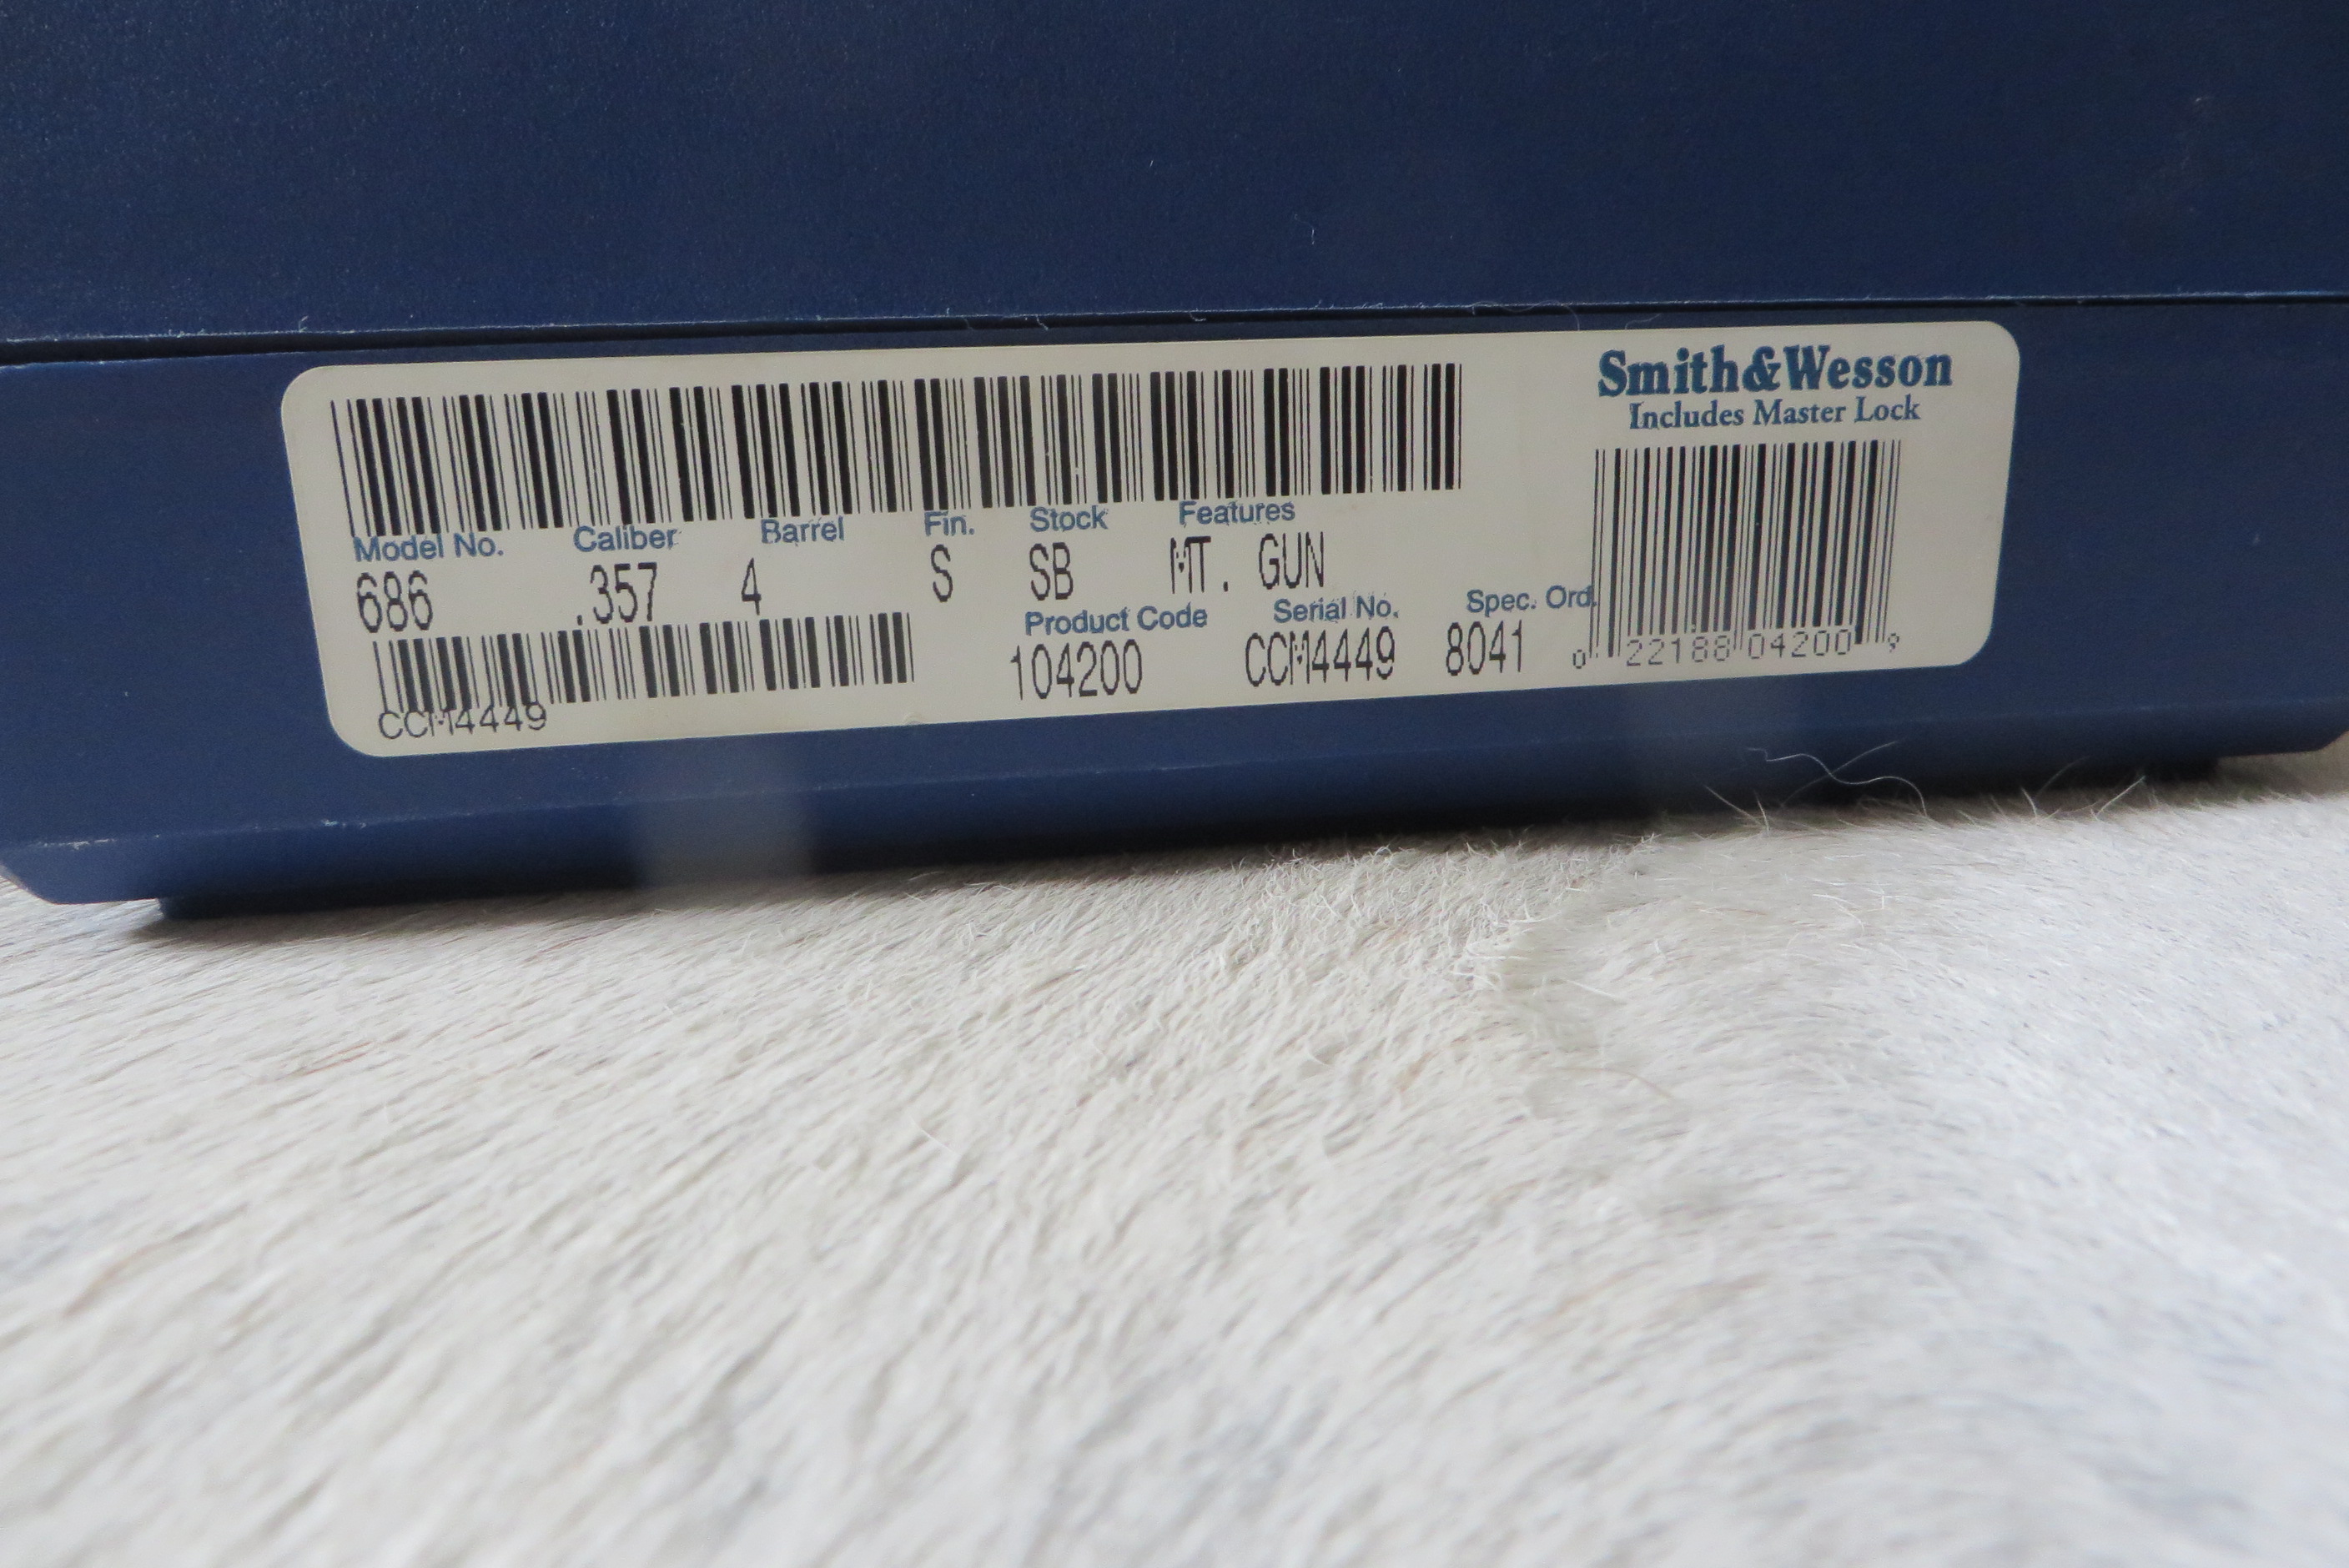 Smith&Wesson
Includes Master Lock
Model No. Caliber Barrel Fin. Stock Features
686 .357 4 S SB MT. GUN
Product Code Serial No. Spec. Ord.
104200 CCM4449 8041
0 22188 04200 9
CCM4449